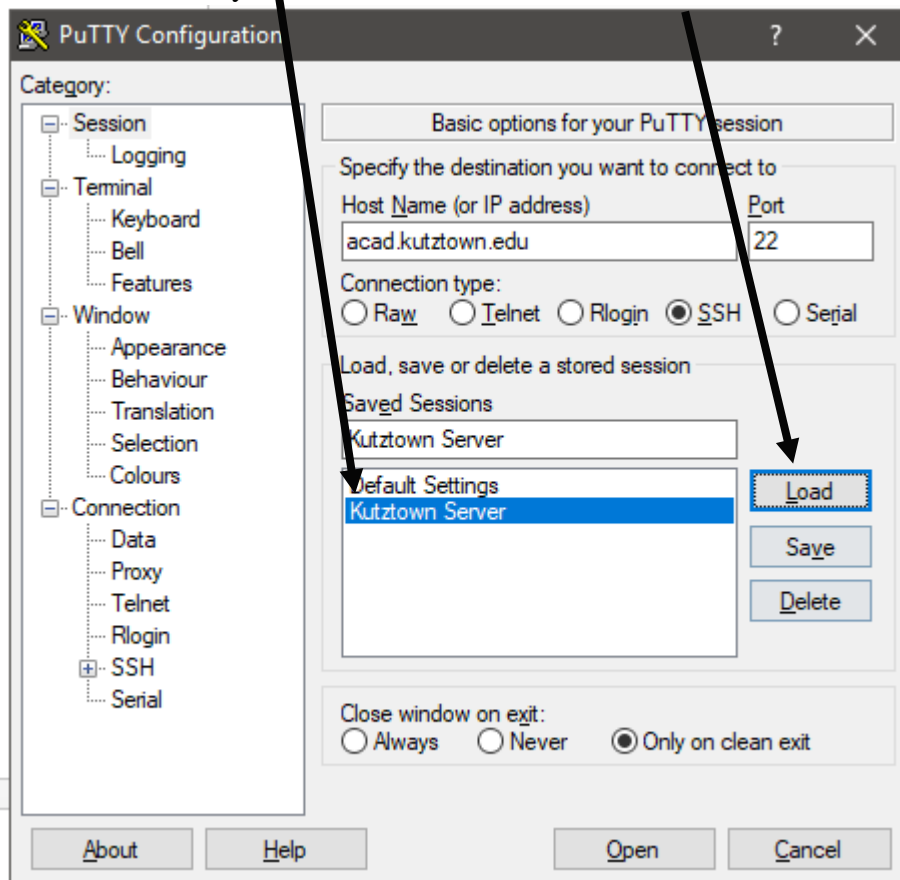 PuTTY Configuration ? ×
Category:
Session
Logging
Terminal
Keyboard
Bell
Features
Window
Appearance
Behaviour
Translation
Selection
Colours
Connection
Data
Proxy
Telnet
Rlogin
SSH
Serial
Basic options for your PuTTY session
Specify the destination you want to connect to
Host Name (or IP address) Port
acad.kutztown.edu 22
Connection type:
Raw Telnet Rlogin SSH Serial
Load, save or delete a stored session
Saved Sessions
Kutztown Server
Default Settings
Kutztown Server
Load
Save
Delete
Close window on exit:
Always Never Only on clean exit
About Help Open Cancel